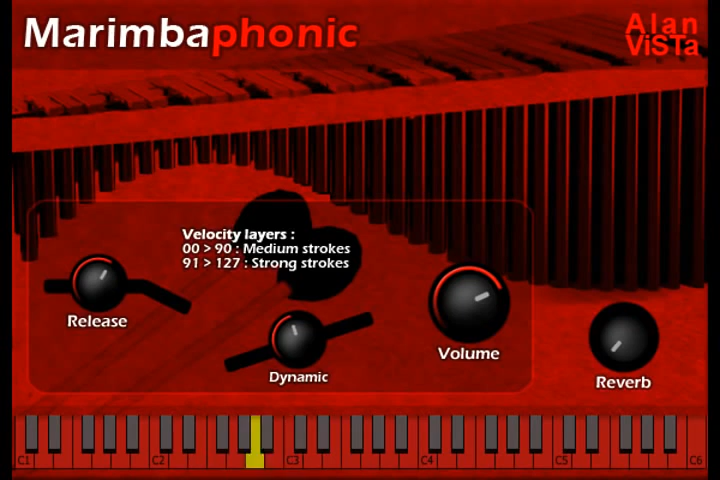 Marimbaphonic
Alan
ViSTa
Velocity layers :
00 > 90 : Medium strokes
91 > 127 : Strong strokes
Release
Dynamic
Volume
Reverb
C1 C2 C3 C4 C5 C6